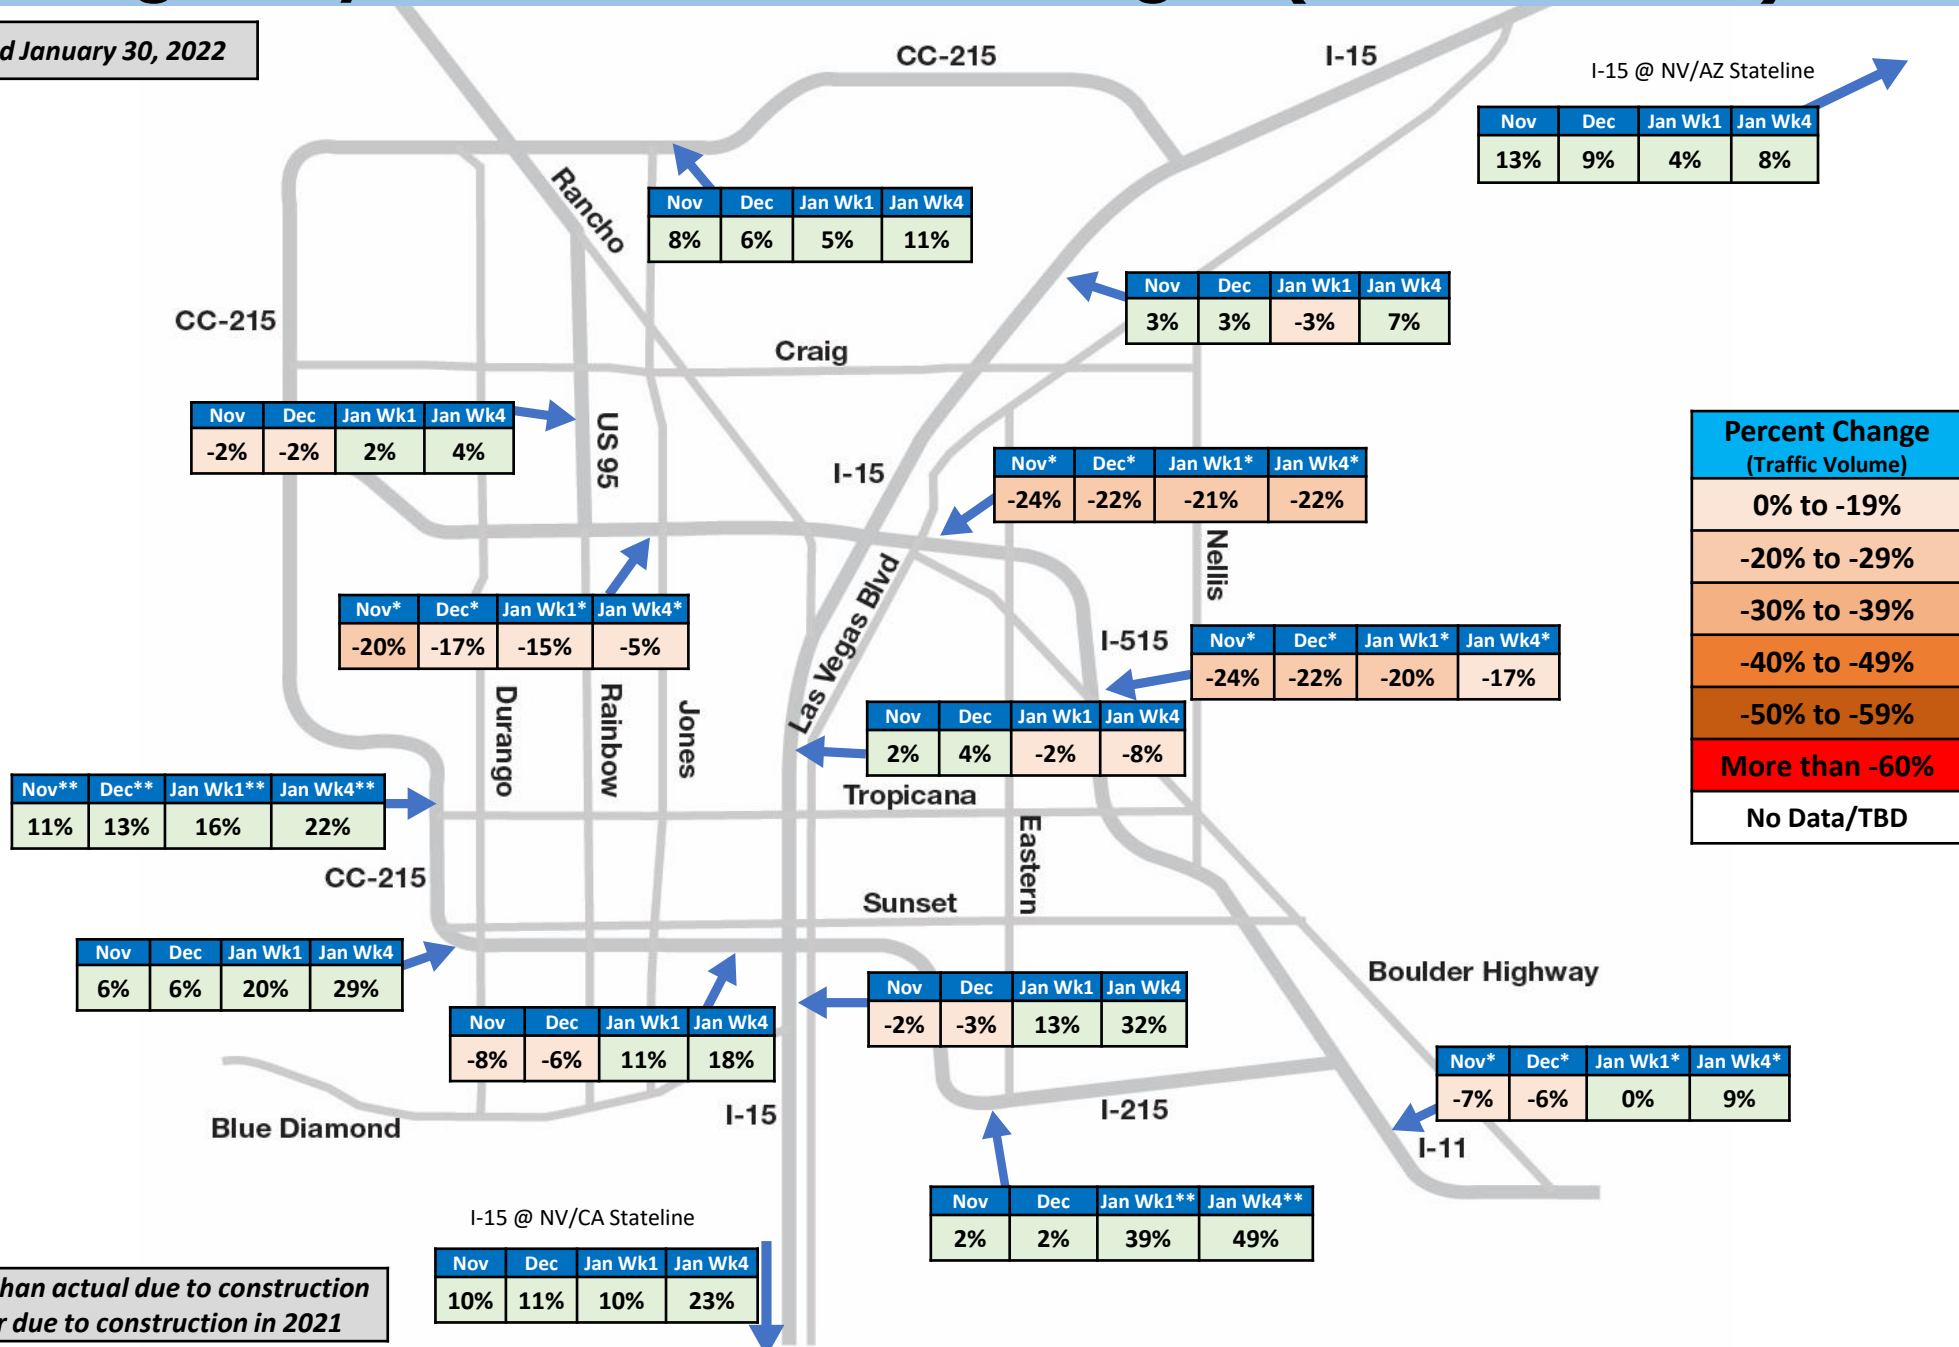 January 30, 2022
CC-215
I-15
I-15 @ NV/AZ Stateline
Nov Dec Jan Wk1 Jan Wk4
13% 9% 4% 8%
Rancho
Nov Dec Jan Wk1 Jan Wk4
8% 6% 5% 11%
Nov Dec Jan Wk1 Jan Wk4
3% 3% -3% 7%
CC-215
Craig
Nov Dec Jan Wk1 Jan Wk4
-2% -2% 2% 4%
US 95
I-15
Nov* Dec* Jan Wk1* Jan Wk4*
-24% -22% -21% -22%
Percent Change
(Traffic Volume)
0% to -19%
-20% to -29%
-30% to -39%
-40% to -49%
-50% to -59%
More than -60%
No Data/TBD
Nellis
Las Vegas Blvd
Nov* Dec* Jan Wk1* Jan Wk4*
-20% -17% -15% -5%
I-515
Nov* Dec* Jan Wk1* Jan Wk4*
-24% -22% -20% -17%
Durango
Rainbow
Jones
Nov Dec Jan Wk1 Jan Wk4
2% 4% -2% -8%
Nov** Dec** Jan Wk1** Jan Wk4**
11% 13% 16% 22%
Tropicana
Eastern
CC-215
Sunset
Nov Dec Jan Wk1 Jan Wk4
6% 6% 20% 29%
Boulder Highway
Nov Dec Jan Wk1 Jan Wk4
-2% -3% 13% 32%
Nov Dec Jan Wk1 Jan Wk4
-8% -6% 11% 18%
Nov* Dec* Jan Wk1* Jan Wk4*
-7% -6% 0% 9%
Blue Diamond
I-15
I-215
I-11
Nov Dec Jan Wk1** Jan Wk4**
2% 2% 39% 49%
I-15 @ NV/CA Stateline
Nov Dec Jan Wk1 Jan Wk4
10% 11% 10% 23%
han actual due to construction
r due to construction in 2021